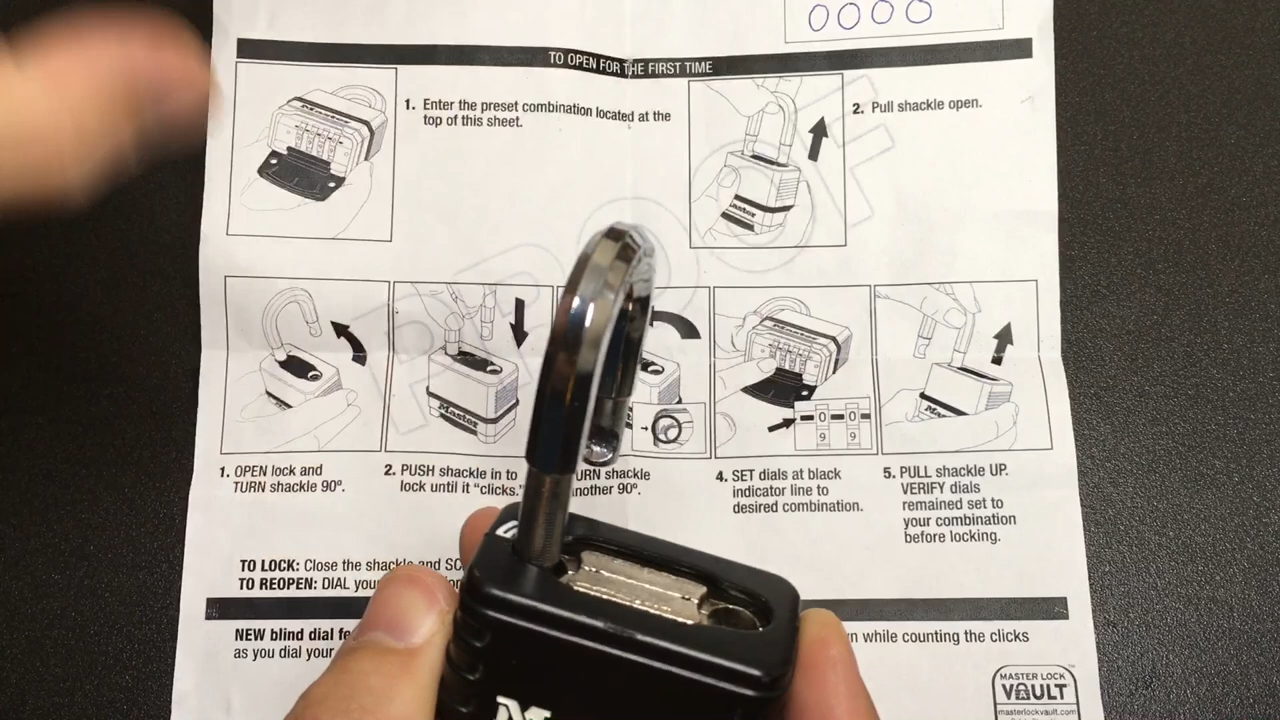 0000
TO OPEN FOR THE FIRST TIME
1. Enter the preset combination located at the
top of this sheet.
2. Pull shackle open.
Master
Master
PROOF
Master
Master
0 0
9 9
1. OPEN lock and
TURN shackle 90º.
2. PUSH shackle in to
lock until it “clicks.”
URN shackle
nother 90º.
4. SET dials at black
indicator line to
desired combination.
5. PULL shackle UP.
VERIFY dials
remained set to
your combination
before locking.
TO LOCK: Close the shackle and SC
TO REOPEN: DIAL your
NEW blind dial fe
n while counting the clicks
as you dial your
MASTER LOCK
VAULT
masterlockvault.com